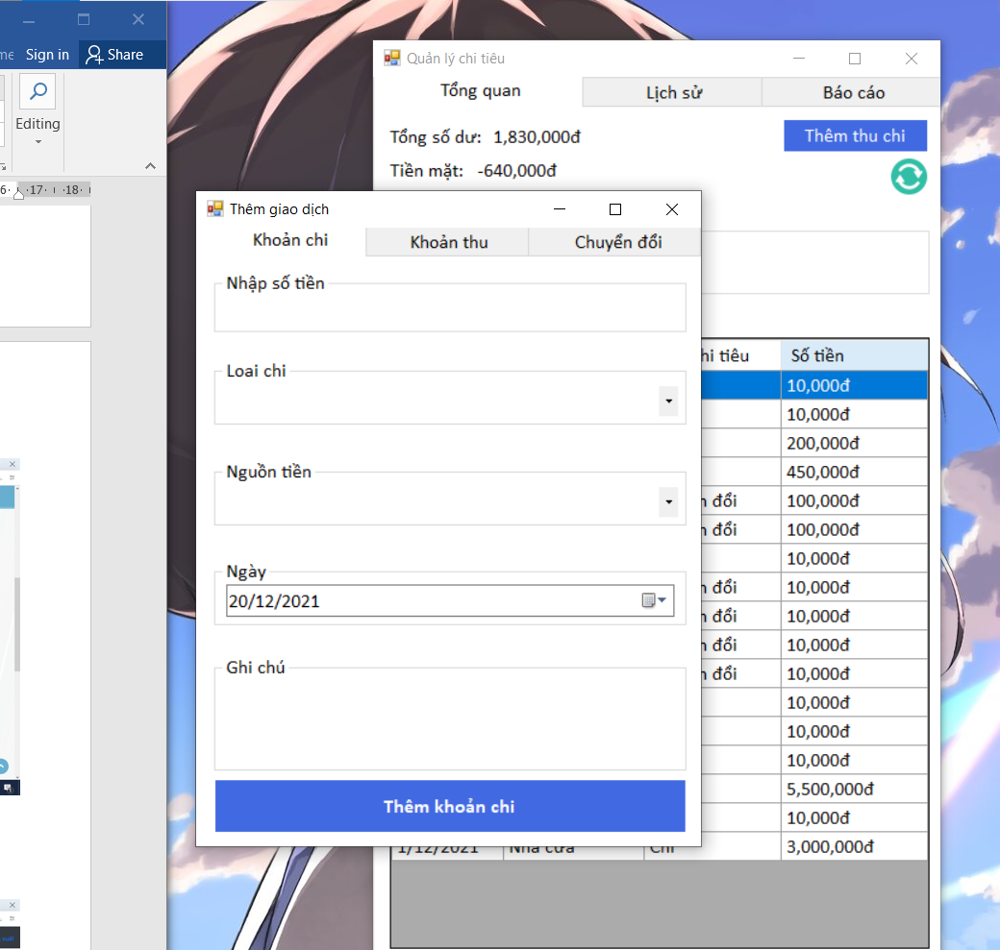 Sign in
Share
Editing
17
18
Quản lý chi tiêu
Tổng quan
Lịch sử
Báo cáo
Tổng số dư: 1,830,000đ
Thêm thu chi
Tiền mặt: -640,000đ
Thêm giao dịch
Khoản chi
Khoản thu
Chuyển đổi
Nhập số tiền
Loai chi
Nguồn tiền
Ngày
20/12/2021
Ghi chú
Thêm khoản chi
hi tiêu
Số tiền
10,000đ
10,000đ
200,000đ
450,000đ
đổi 100,000đ
đổi 100,000đ
10,000đ
đổi 10,000đ
đổi 10,000đ
đổi 10,000đ
đổi 10,000đ
10,000đ
10,000đ
10,000đ
5,500,000đ
10,000đ
1/12/2021 Nhà cửa Chi 3,000,000đ